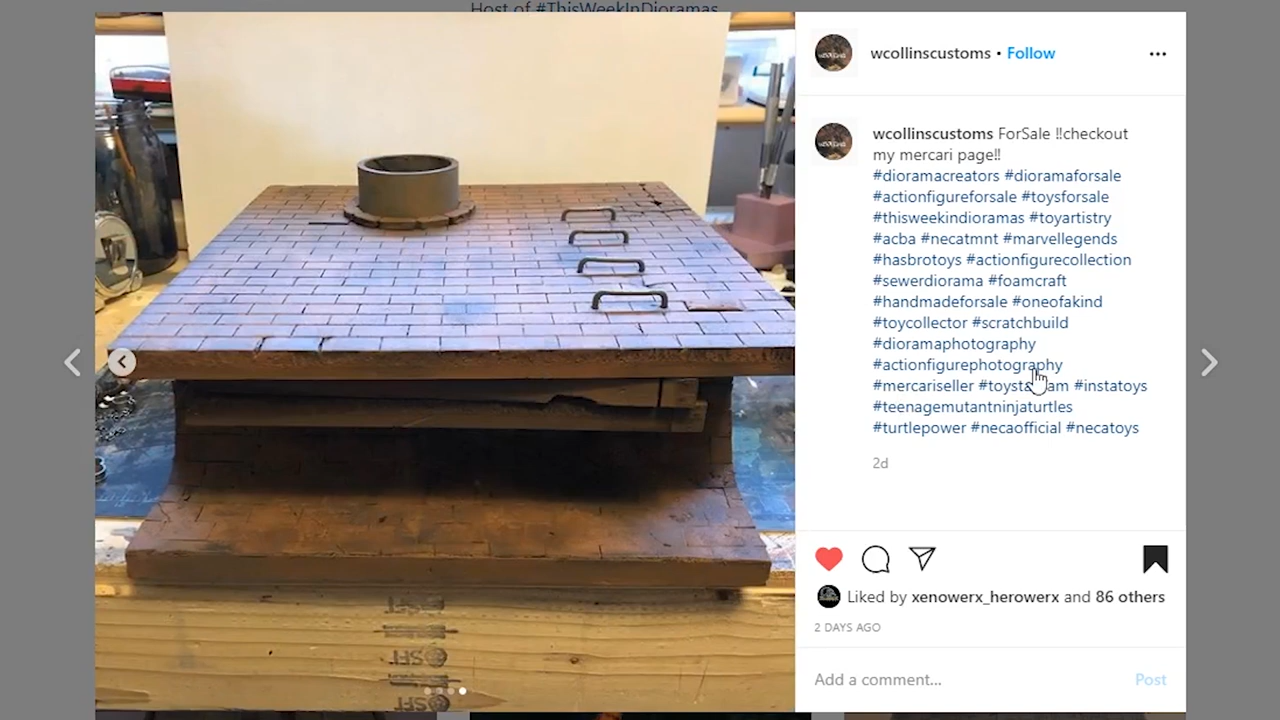 Host of #ThisWeekInDioramas
wcollinscustoms • Follow
wcollinscustoms ForSale ‼checkout
my mercari page‼
#dioramacreators #dioramaforsale
#actionfigureforsale #toysforsale
#thisweekindioramas #toyartistry
#acba #necatmnt #marvellegends
#hasbrotoys #actionfigurecollection
#sewerdiorama #foamcraft
#handmadeforsale #oneofakind
#toycollector #scratchbuild
#dioramaphotography
#actionfigurephotography
#mercariseller #instatoys
#teenagemutantninjaturtles
#turtlepower #necaofficial #necatoys
2d
Liked by xenowerx_herowerx and 86 others
2 DAYS AGO
Add a comment...
Post